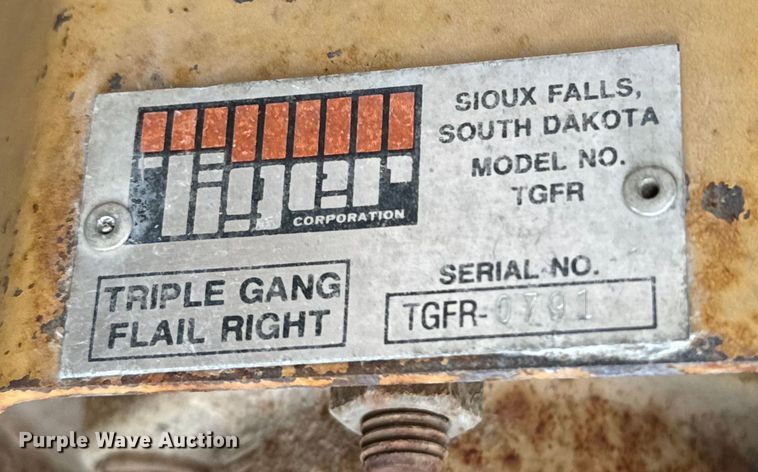 Tiger
CORPORATION
SIOUX FALLS,
SOUTH DAKOTA
MODEL NO.
TGFR
TRIPLE GANG
FLAIL RIGHT
SERIAL NO.
TGFR-0791
Purple Wave Auction